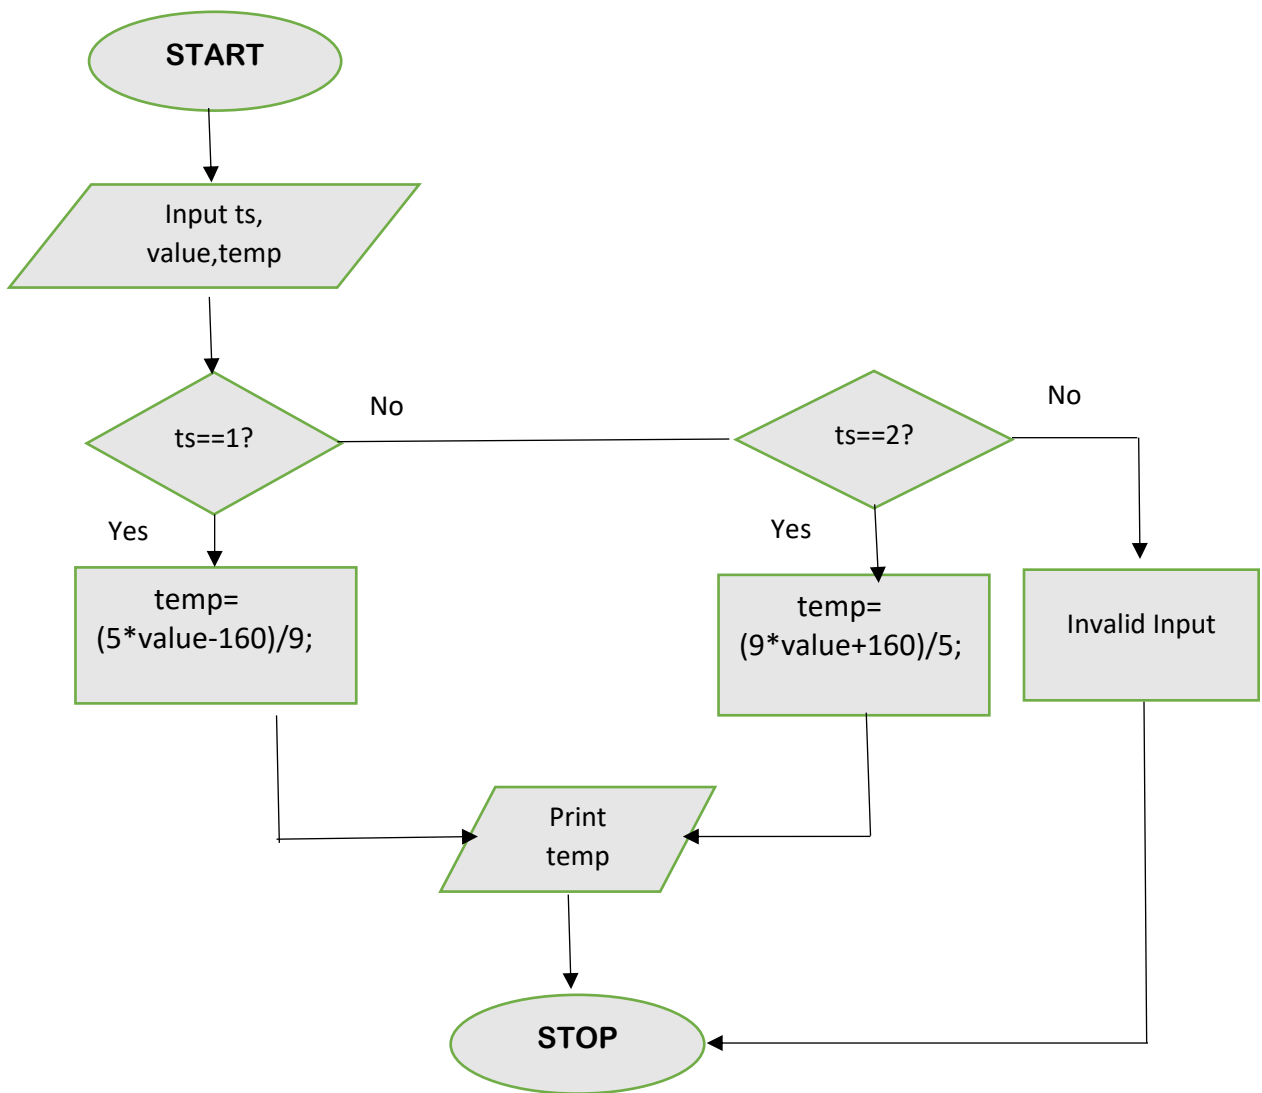 START
Input ts,
value,temp
ts==1?
No
ts==2?
No
Yes
temp=
(5*value-160)/9;
Yes
temp=
(9*value+160)/5;
Invalid Input
Print
temp
STOP